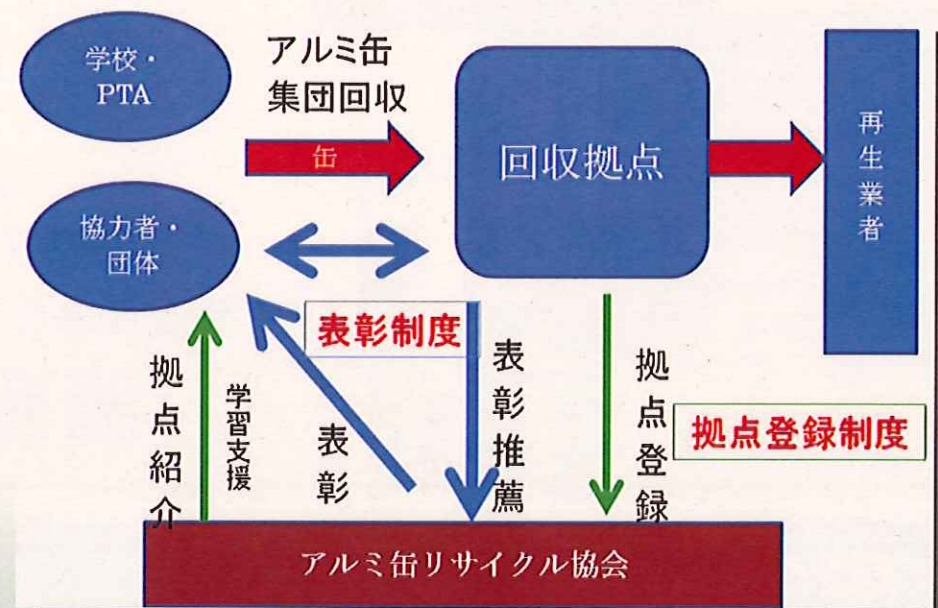 学校・
PTA
アルミ缶
集団回収
缶
回収拠点
再生業者
協力者・
団体
表彰制度
拠点紹介
学習支援
表彰
表彰推薦
拠点登録
拠点登録制度
アルミ缶リサイクル協会